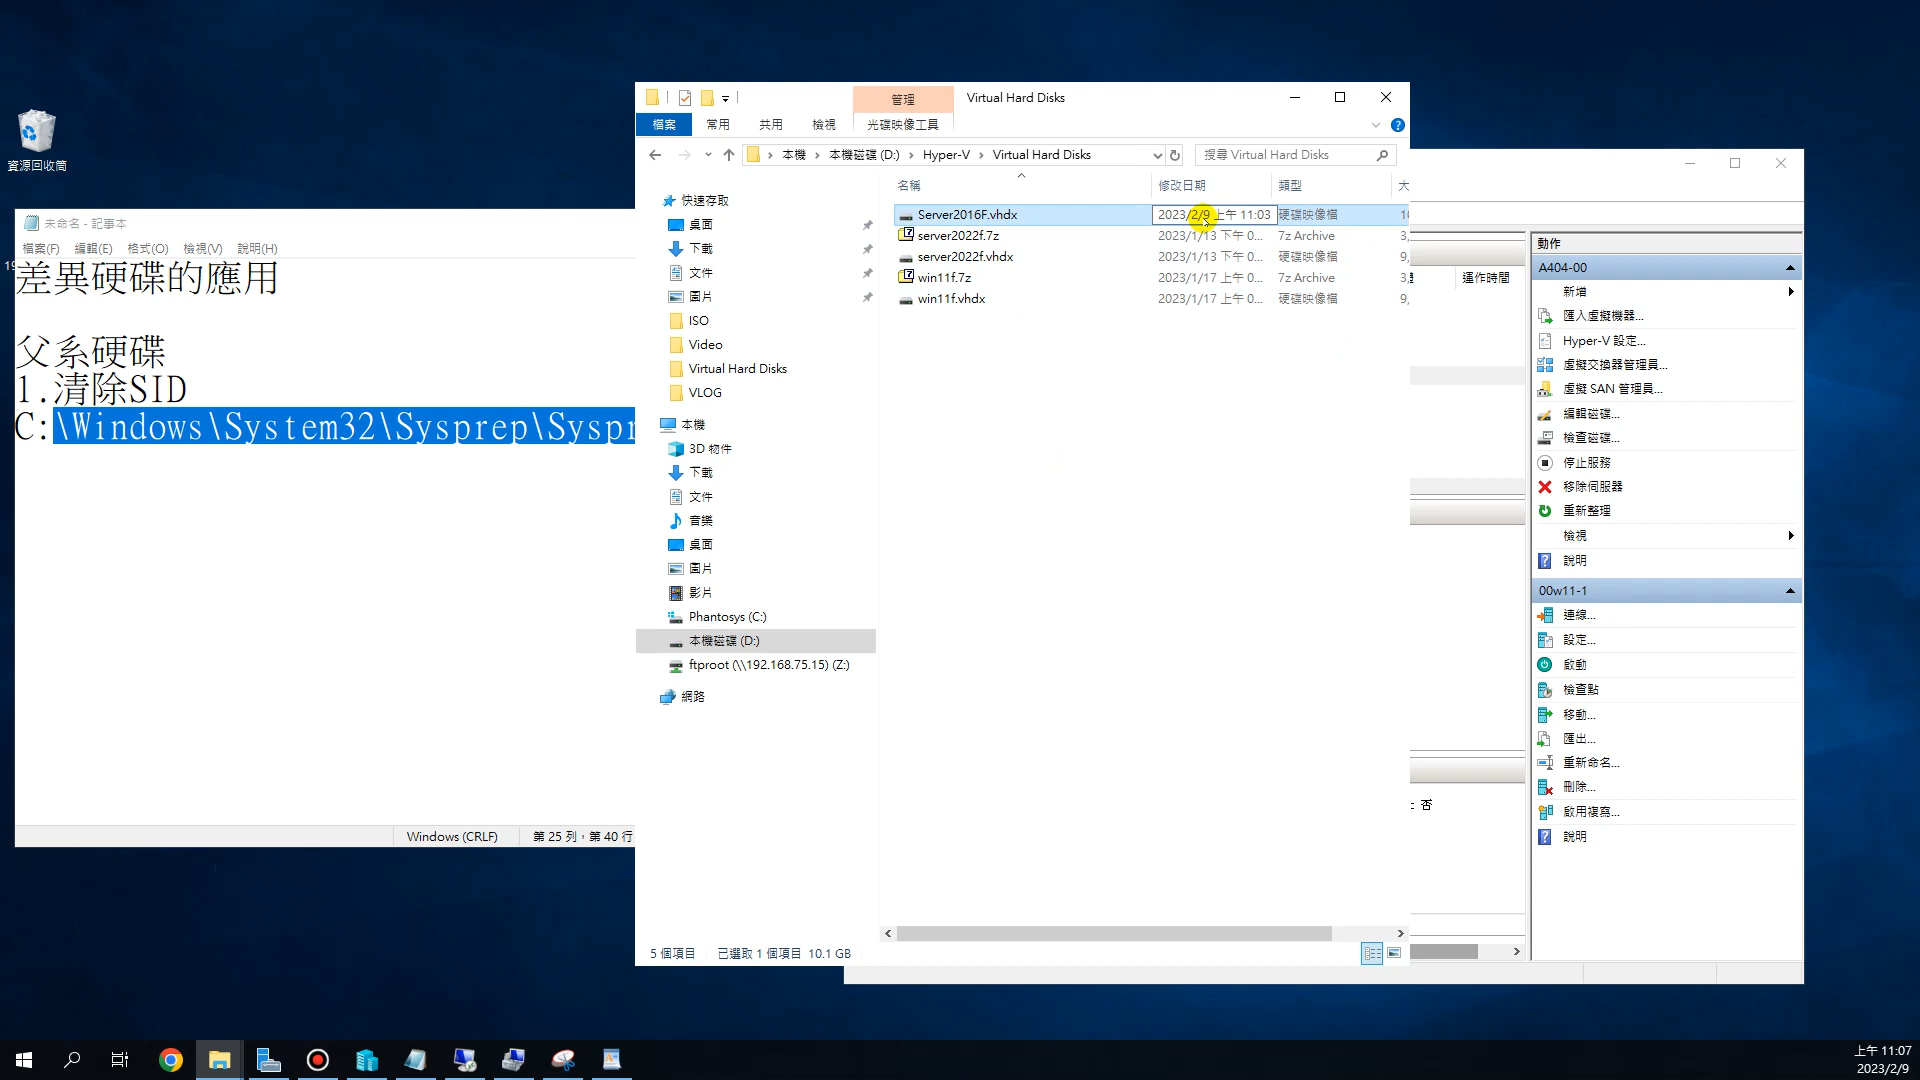 資源回收筒
未命名 - 記事本
檔案(F) 編輯(E) 格式(O) 檢視(V) 說明(H)
差異硬碟的應用
父系硬碟
1.清除SID
C:\Windows\System32\Sysprep\Syspr
Windows (CRLF) 第 25 列，第 40 行
管理 Virtual Hard Disks
檔案 常用 共用 檢視 光碟映像工具
本機 本機磁碟 (D:) Hyper-V Virtual Hard Disks 搜尋 Virtual Hard Disks
快速存取
桌面
下載
文件
圖片
ISO
Video
Virtual Hard Disks
VLOG
本機
3D 物件
下載
文件
音樂
桌面
圖片
影片
Phantosys (C:)
本機磁碟 (D:)
ftproot (\\192.168.75.15) (Z:)
網路
名稱 修改日期 類型 大
Server2016F.vhdx 2023/2/9 上午 11:03 硬碟映像檔 10
server2022f.7z 2023/1/13 下午 0... 7z Archive 3,
server2022f.vhdx 2023/1/13 下午 0... 硬碟映像檔 9,
win11f.7z 2023/1/17 上午 0... 7z Archive 3,
win11f.vhdx 2023/1/17 上午 0... 硬碟映像檔 9,
5 個項目 已選取 1 個項目 10.1 GB
運作時間
: 否
動作
A404-00
新增
匯入虛擬機器...
Hyper-V 設定...
虛擬交換器管理員...
虛擬 SAN 管理員...
編輯磁碟...
檢查磁碟...
停止服務
移除伺服器
重新整理
檢視
說明
00w11-1
連線...
設定...
啟動
檢查點
移動...
匯出...
重新命名...
刪除...
啟用複寫...
說明
上午 11:07
2023/2/9